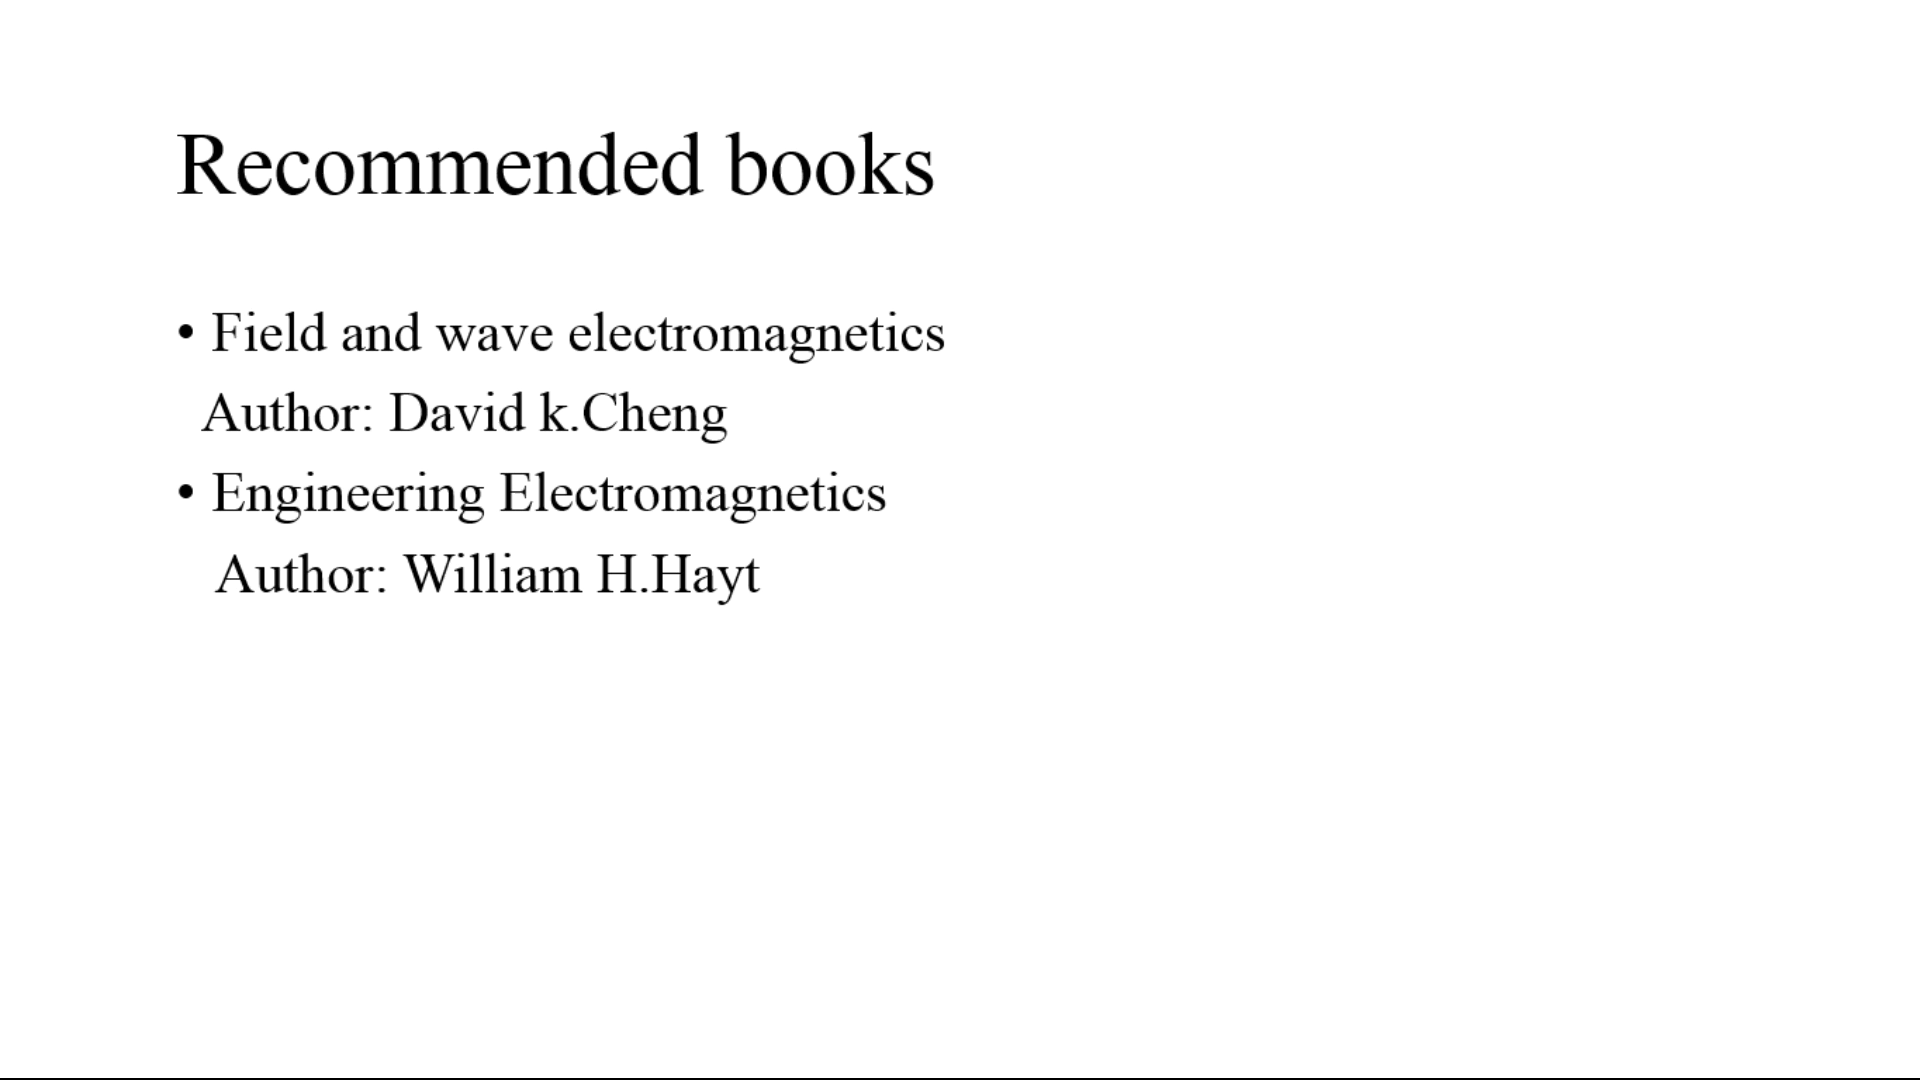 Recommended books
• Field and wave electromagnetics
Author: David k.Cheng
• Engineering Electromagnetics
Author: William H.Hayt